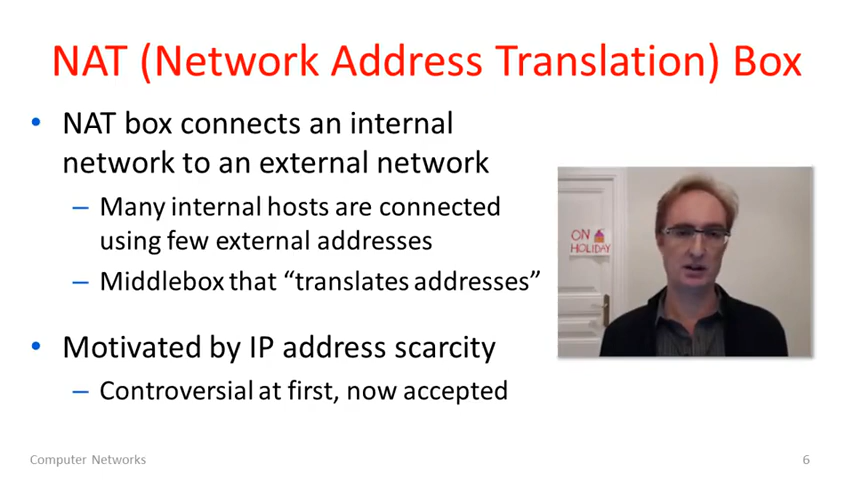 NAT (Network Address Translation) Box
• NAT box connects an internal
network to an external network
– Many internal hosts are connected
using few external addresses
– Middlebox that “translates addresses”
• Motivated by IP address scarcity
– Controversial at first, now accepted
ON
HOLIDAY
Computer Networks
6